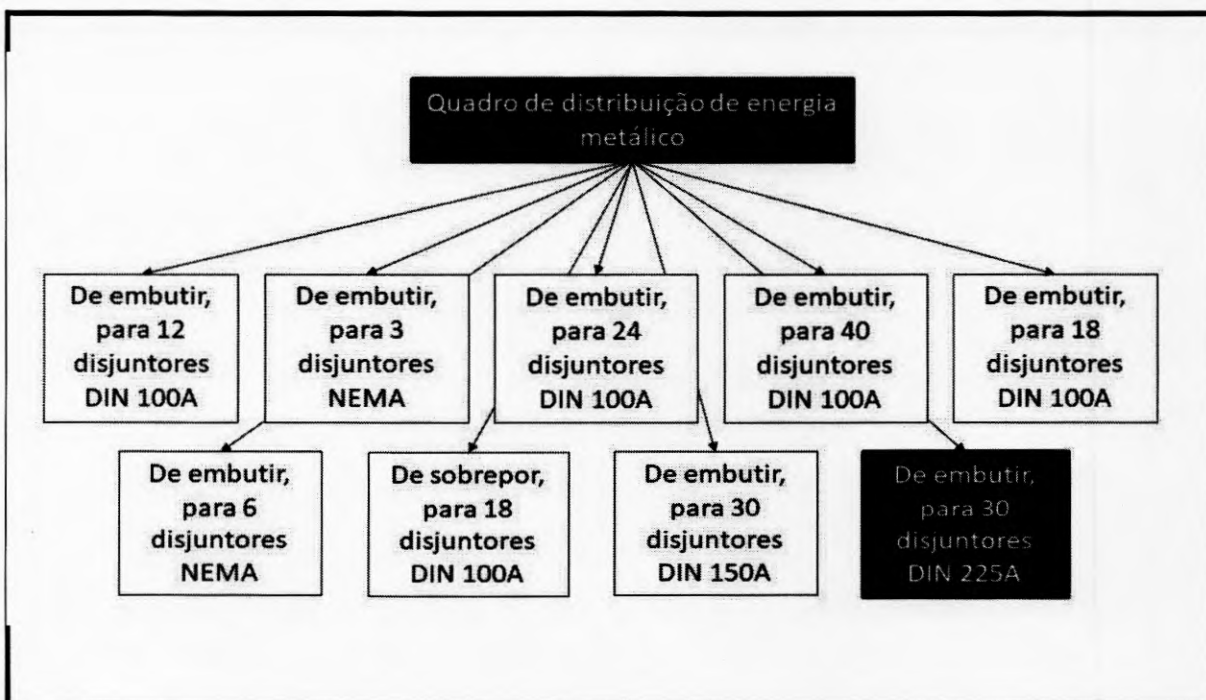 Quadro de distribuição de energia
metálico
De embutir,
para 12
disjuntores
DIN 100A
De embutir,
para 3
disjuntores
NEMA
De embutir,
para 24
disjuntores
DIN 100A
De embutir,
para 40
disjuntores
DIN 100A
De embutir,
para 18
disjuntores
DIN 100A
De embutir,
para 6
disjuntores
NEMA
De sobrepor,
para 18
disjuntores
DIN 100A
De embutir,
para 30
disjuntores
DIN 150A
De embutir,
para 30
disjuntores
DIN 225A